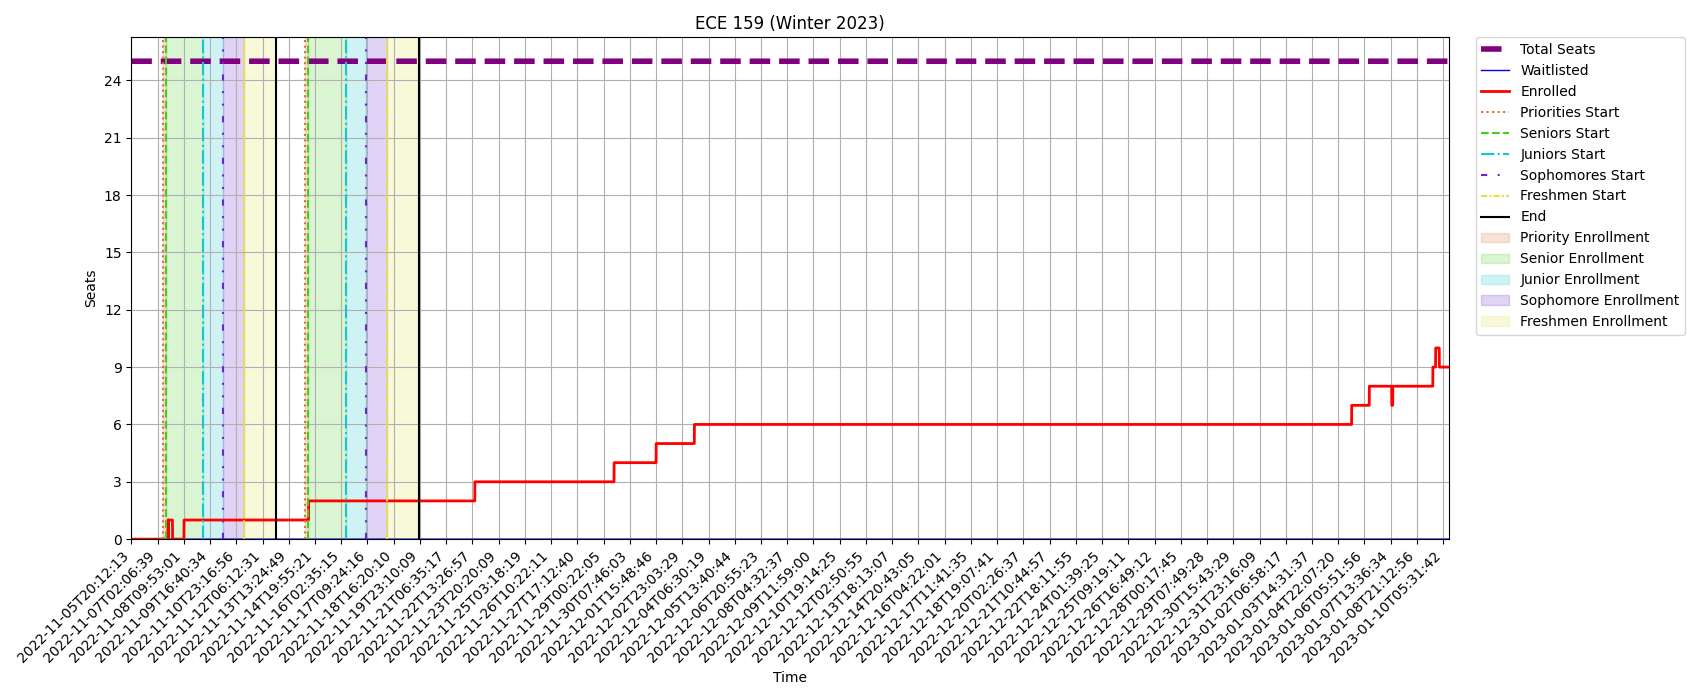 ECE 159 (Winter 2023)
Seats
24
21
18
15
12
9
6
3
0
2022-11-05T20:12:13
2022-11-07T02:06:39
2022-11-08T09:53:01
2022-11-09T16:40:34
2022-11-10T23:16:56
2022-11-12T06:12:31
2022-11-13T13:24:49
2022-11-14T19:55:21
2022-11-16T02:35:15
2022-11-17T09:24:16
2022-11-18T16:20:10
2022-11-19T23:10:09
2022-11-21T06:35:17
2022-11-22T13:26:57
2022-11-23T20:20:09
2022-11-25T03:18:19
2022-11-26T10:22:11
2022-11-27T17:12:40
2022-11-29T00:22:05
2022-11-30T07:46:03
2022-12-01T15:48:46
2022-12-02T23:03:29
2022-12-04T06:30:19
2022-12-05T13:40:44
2022-12-06T20:55:23
2022-12-08T04:32:37
2022-12-09T11:59:00
2022-12-10T19:14:25
2022-12-12T02:50:55
2022-12-13T18:13:07
2022-12-14T20:43:05
2022-12-16T04:22:01
2022-12-17T11:41:35
2022-12-18T19:07:41
2022-12-20T02:26:37
2022-12-21T10:44:57
2022-12-22T18:11:55
2022-12-24T01:39:25
2022-12-25T09:19:11
2022-12-26T16:49:12
2022-12-28T00:17:45
2022-12-29T07:49:28
2022-12-30T15:43:29
2022-12-31T23:16:09
2023-01-02T06:58:17
2023-01-03T14:31:37
2023-01-04T22:07:20
2023-01-06T05:51:56
2023-01-07T13:36:34
2023-01-08T21:12:56
2023-01-10T05:31:42
Time
Total Seats
Waitlisted
Enrolled
Priorities Start
Seniors Start
Juniors Start
Sophomores Start
Freshmen Start
End
Priority Enrollment
Senior Enrollment
Junior Enrollment
Sophomore Enrollment
Freshmen Enrollment